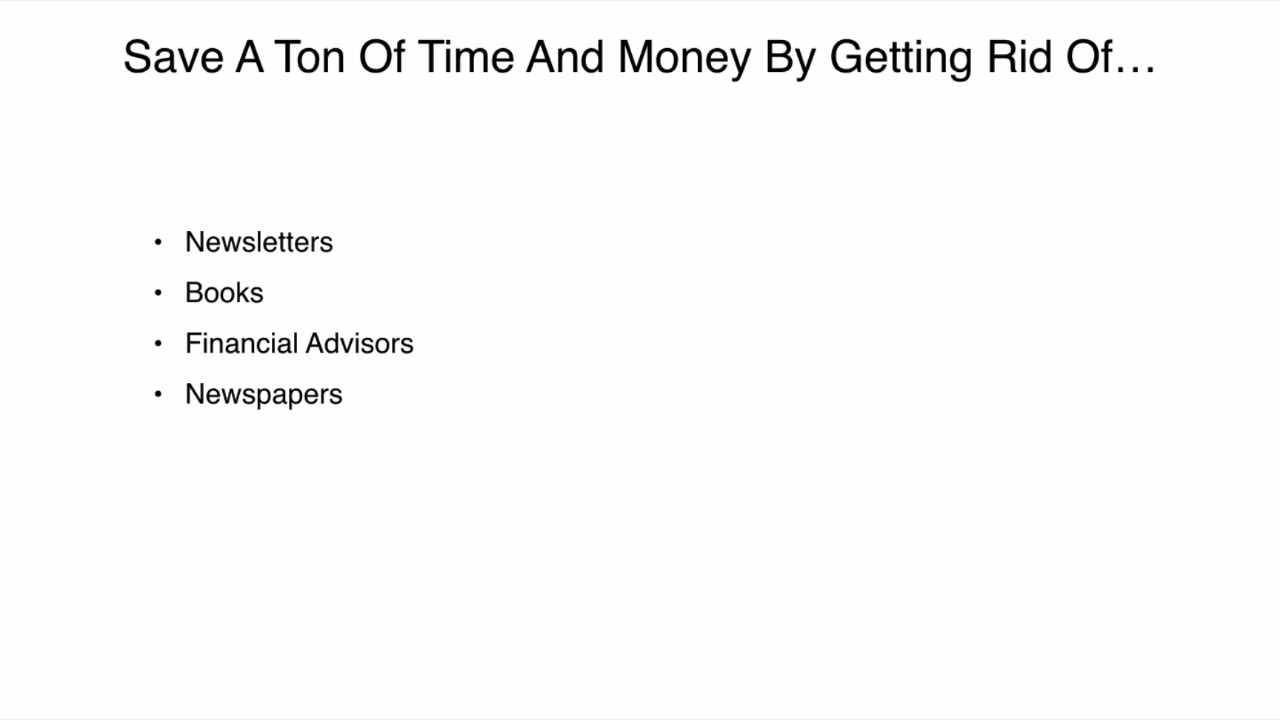 Save A Ton Of Time And Money By Getting Rid Of…
• Newsletters
• Books
• Financial Advisors
• Newspapers